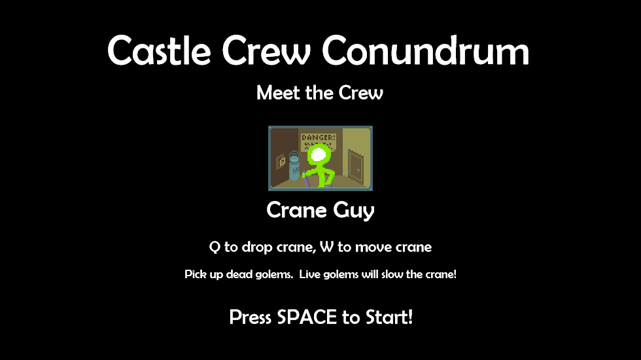 Castle Crew Conundrum
Meet the Crew
DANGER!
Crane Guy
Q to drop crane, W to move crane
Pick up dead golems. Live golems will slow the crane!
Press SPACE to Start!